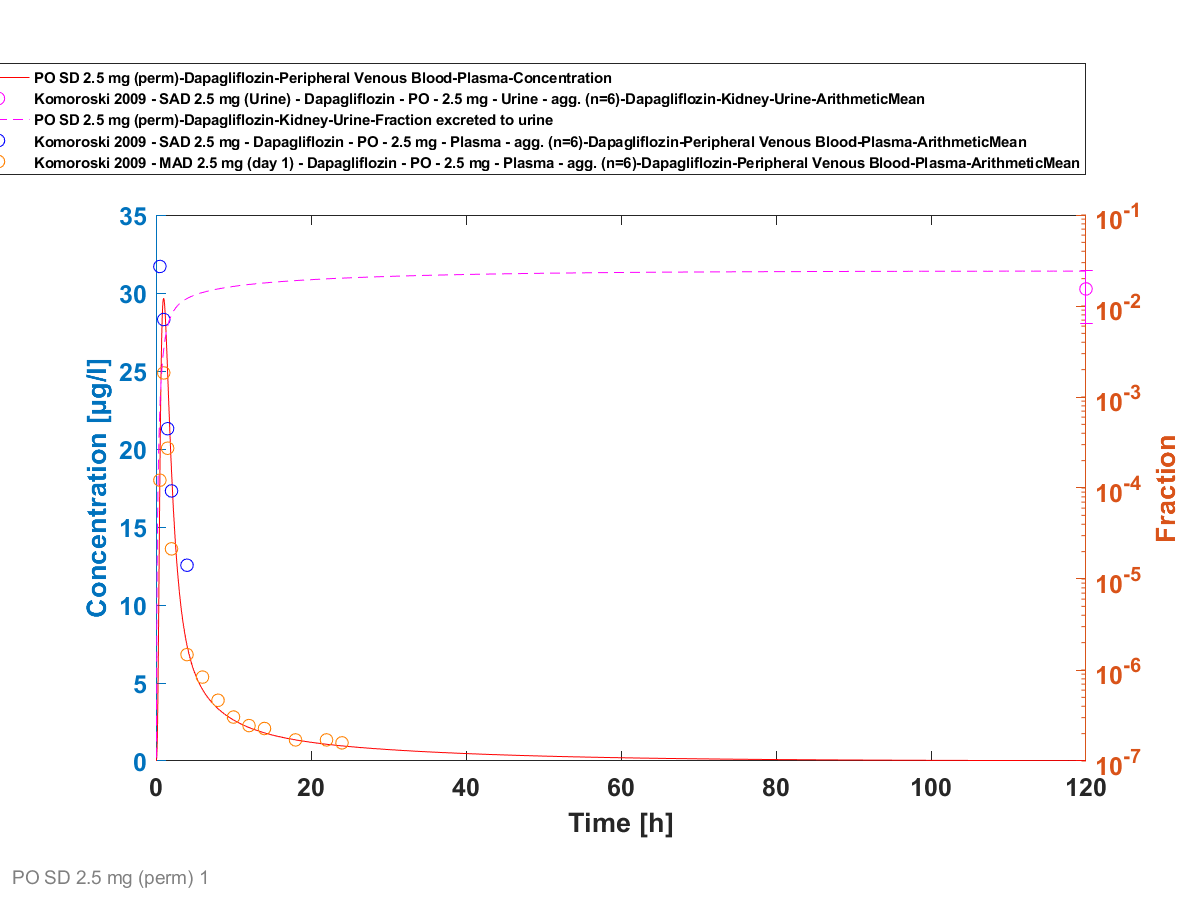 PO SD 2.5 mg (perm)-Dapagliflozin-Peripheral Venous Blood-Plasma-Concentration
Komoroski 2009 - SAD 2.5 mg (Urine) - Dapagliflozin - PO - 2.5 mg - Urine - agg. (n=6)-Dapagliflozin-Kidney-Urine-ArithmeticMean
PO SD 2.5 mg (perm)-Dapagliflozin-Kidney-Urine-Fraction excreted to urine
Komoroski 2009 - SAD 2.5 mg - Dapagliflozin - PO - 2.5 mg - Plasma - agg. (n=6)-Dapagliflozin-Peripheral Venous Blood-Plasma-ArithmeticMean
Komoroski 2009 - MAD 2.5 mg (day 1) - Dapagliflozin - PO - 2.5 mg - Plasma - agg. (n=6)-Dapagliflozin-Peripheral Venous Blood-Plasma-ArithmeticMean
Concentration [µg/l]
35
30
25
20
15
10
5
0
10^-1
10^-2
10^-3
10^-4
10^-5
10^-6
10^-7
Fraction
0 20 40 60 80 100 120
Time [h]
PO SD 2.5 mg (perm) 1